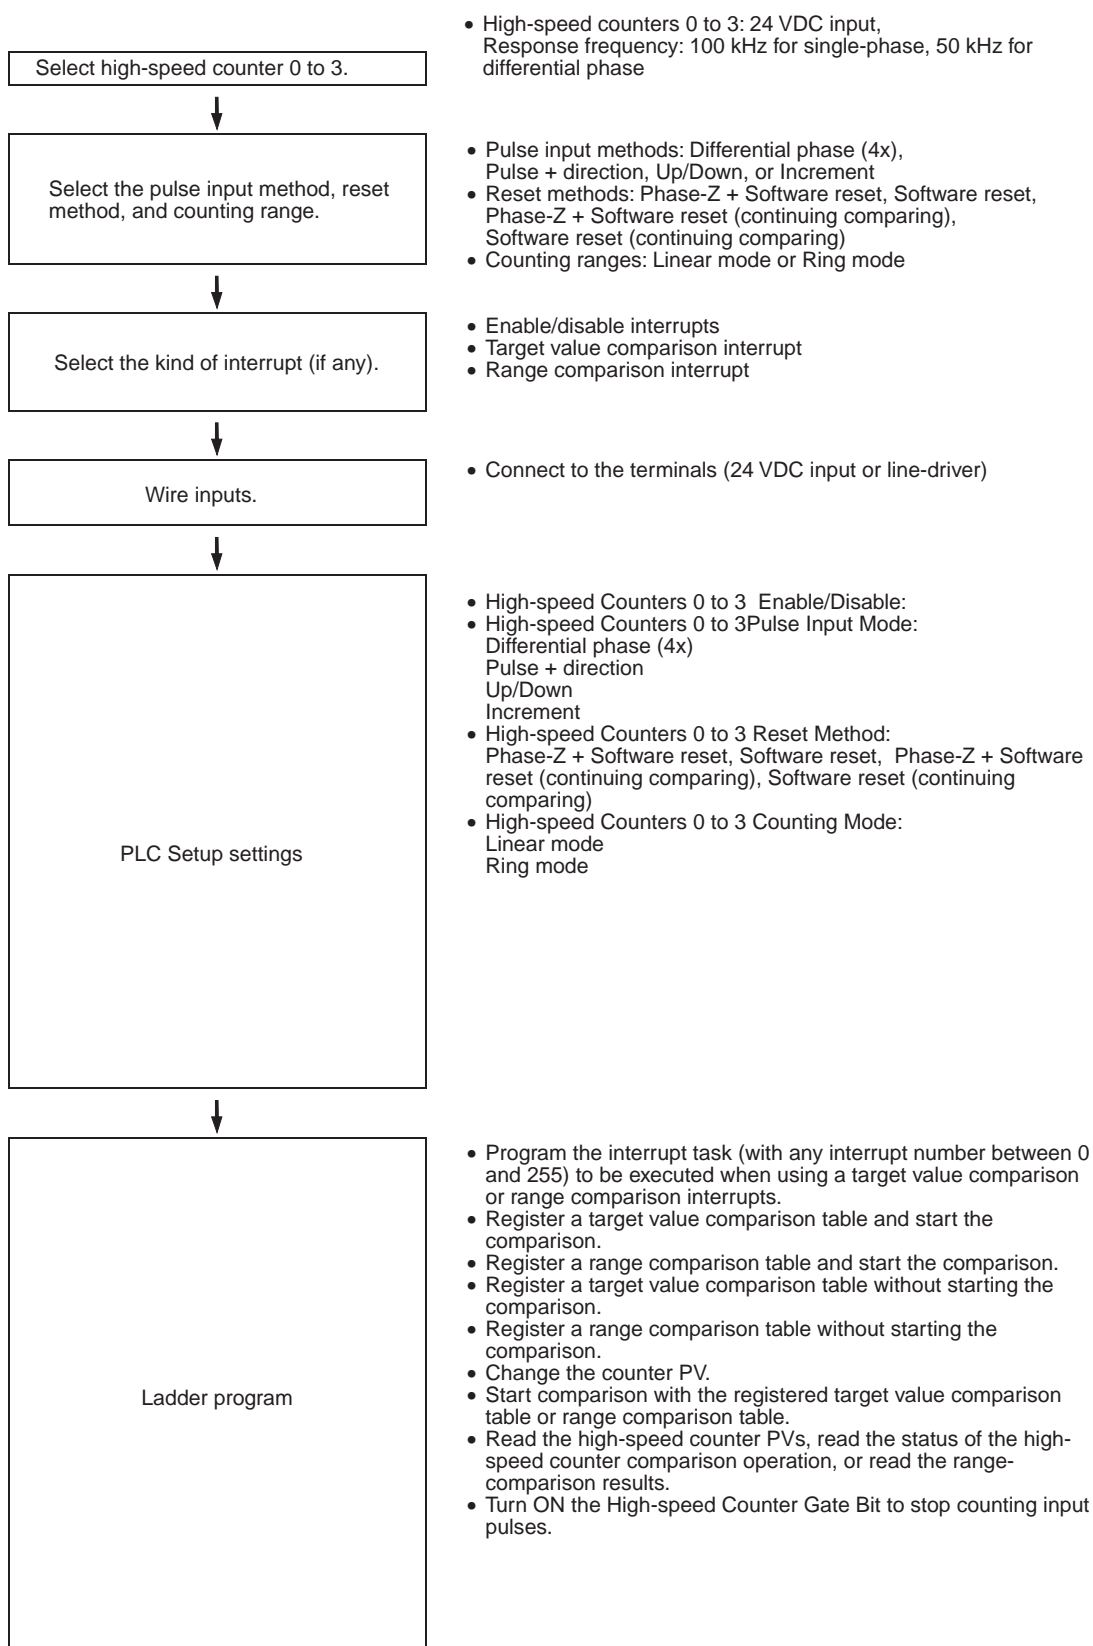 • High-speed counters 0 to 3: 24 VDC input,
Response frequency: 100 kHz for single-phase, 50 kHz for
differential phase
Select high-speed counter 0 to 3.
Select the pulse input method, reset
method, and counting range.
• Pulse input methods: Differential phase (4x),
Pulse + direction, Up/Down, or Increment
• Reset methods: Phase-Z + Software reset, Software reset,
Phase-Z + Software reset (continuing comparing),
Software reset (continuing comparing)
• Counting ranges: Linear mode or Ring mode
Select the kind of interrupt (if any).
• Enable/disable interrupts
• Target value comparison interrupt
• Range comparison interrupt
Wire inputs.
• Connect to the terminals (24 VDC input or line-driver)
PLC Setup settings
• High-speed Counters 0 to 3  Enable/Disable:
• High-speed Counters 0 to 3Pulse Input Mode:
Differential phase (4x)
Pulse + direction
Up/Down
Increment
• High-speed Counters 0 to 3 Reset Method:
Phase-Z + Software reset, Software reset,  Phase-Z + Software
reset (continuing comparing), Software reset (continuing
comparing)
• High-speed Counters 0 to 3 Counting Mode:
Linear mode
Ring mode
Ladder program
• Program the interrupt task (with any interrupt number between 0
and 255) to be executed when using a target value comparison
or range comparison interrupts.
• Register a target value comparison table and start the
comparison.
• Register a range comparison table and start the comparison.
• Register a target value comparison table without starting the
comparison.
• Register a range comparison table without starting the
comparison.
• Change the counter PV.
• Start comparison with the registered target value comparison
table or range comparison table.
• Read the high-speed counter PVs, read the status of the high-
speed counter comparison operation, or read the range-
comparison results.
• Turn ON the High-speed Counter Gate Bit to stop counting input
pulses.